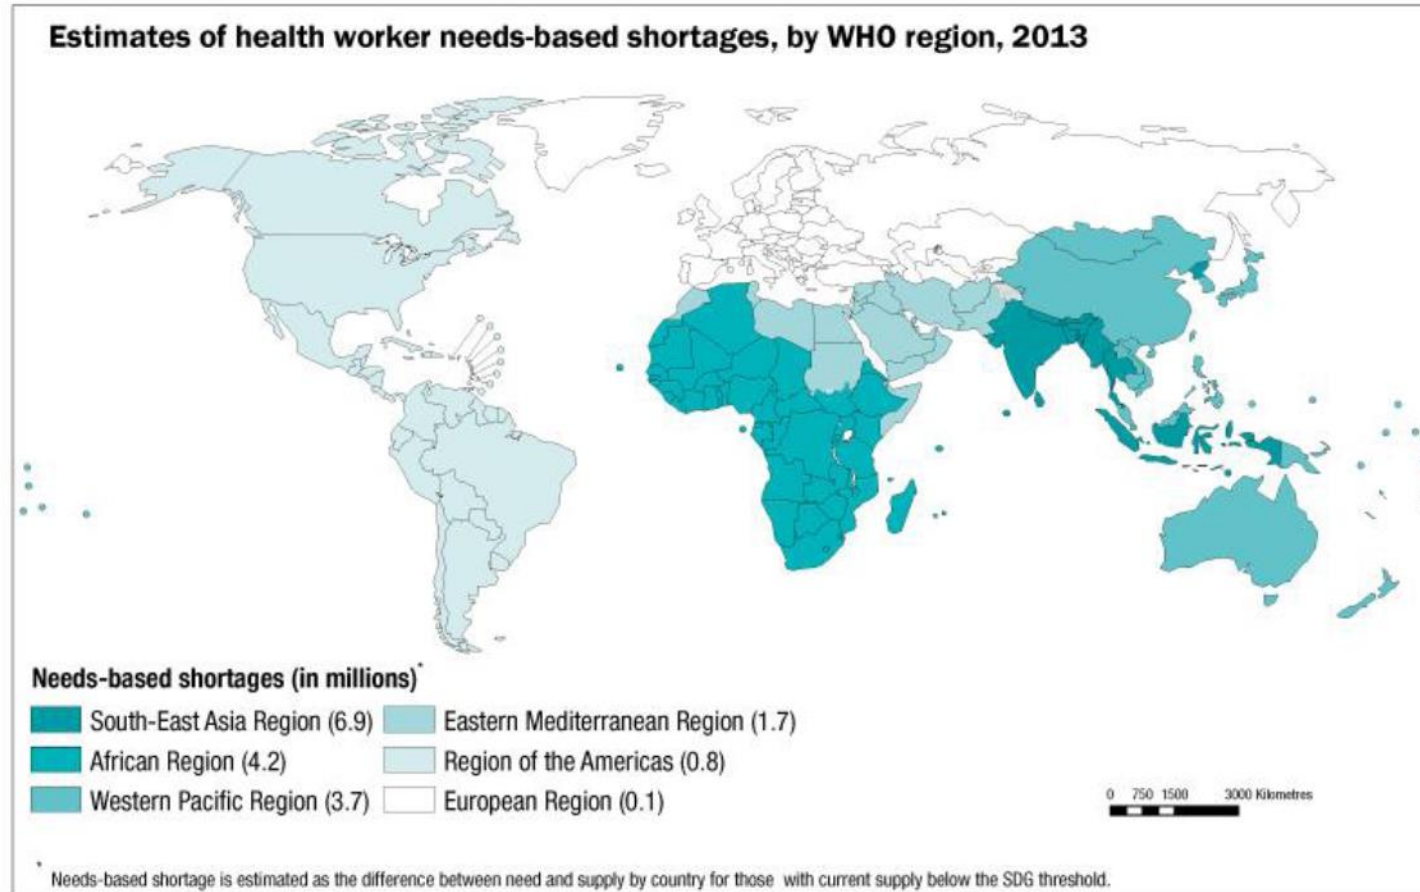 Estimates of health worker needs-based shortages, by WHO region, 2013
Needs-based shortages (in millions)*
South-East Asia Region (6.9)
African Region (4.2)
Western Pacific Region (3.7)
Eastern Mediterranean Region (1.7)
Region of the Americas (0.8)
European Region (0.1)
0 750 1500 3000 Kilometres
* Needs-based shortage is estimated as the difference between need and supply by country for those with current supply below the SDG threshold.